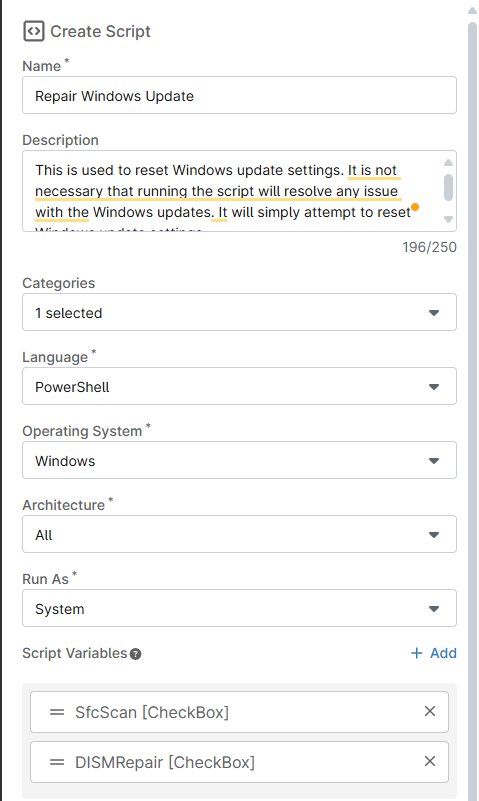 Create Script
Name *
Repair Windows Update
Description
This is used to reset Windows update settings. It is not
necessary that running the script will resolve any issue
with the Windows updates. It will simply attempt to reset
Windows update settings
196/250
Categories
1 selected
Language *
PowerShell
Operating System *
Windows
Architecture *
All
Run As *
System
Script Variables ?
+ Add
SfcScan [CheckBox]
DISMRepair [CheckBox]